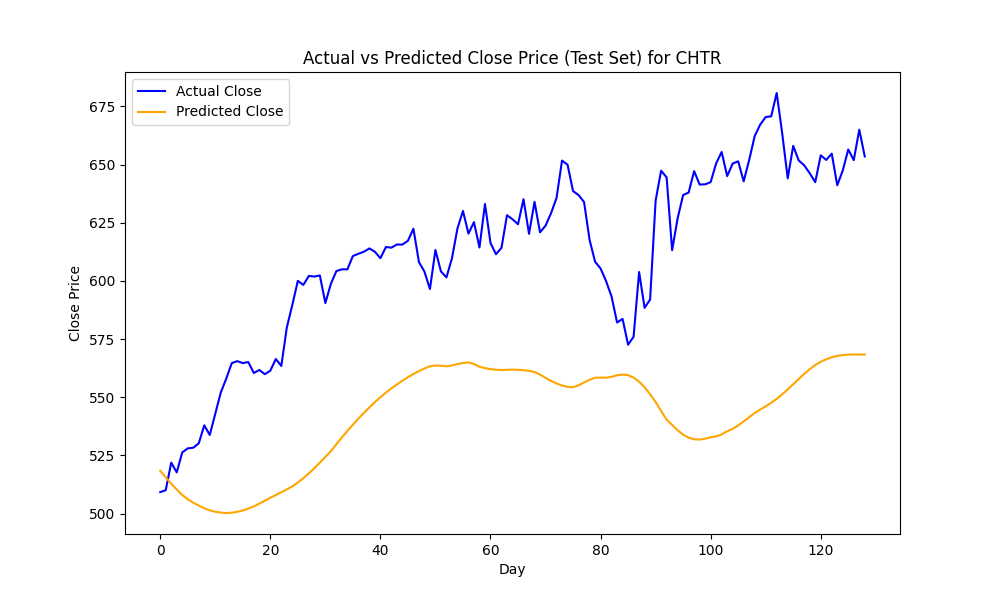 Actual vs Predicted Close Price (Test Set) for CHTR
Actual Close
Predicted Close
675
650
625
600
575
550
525
500
Close Price
0 20 40 60 80 100 120
Day